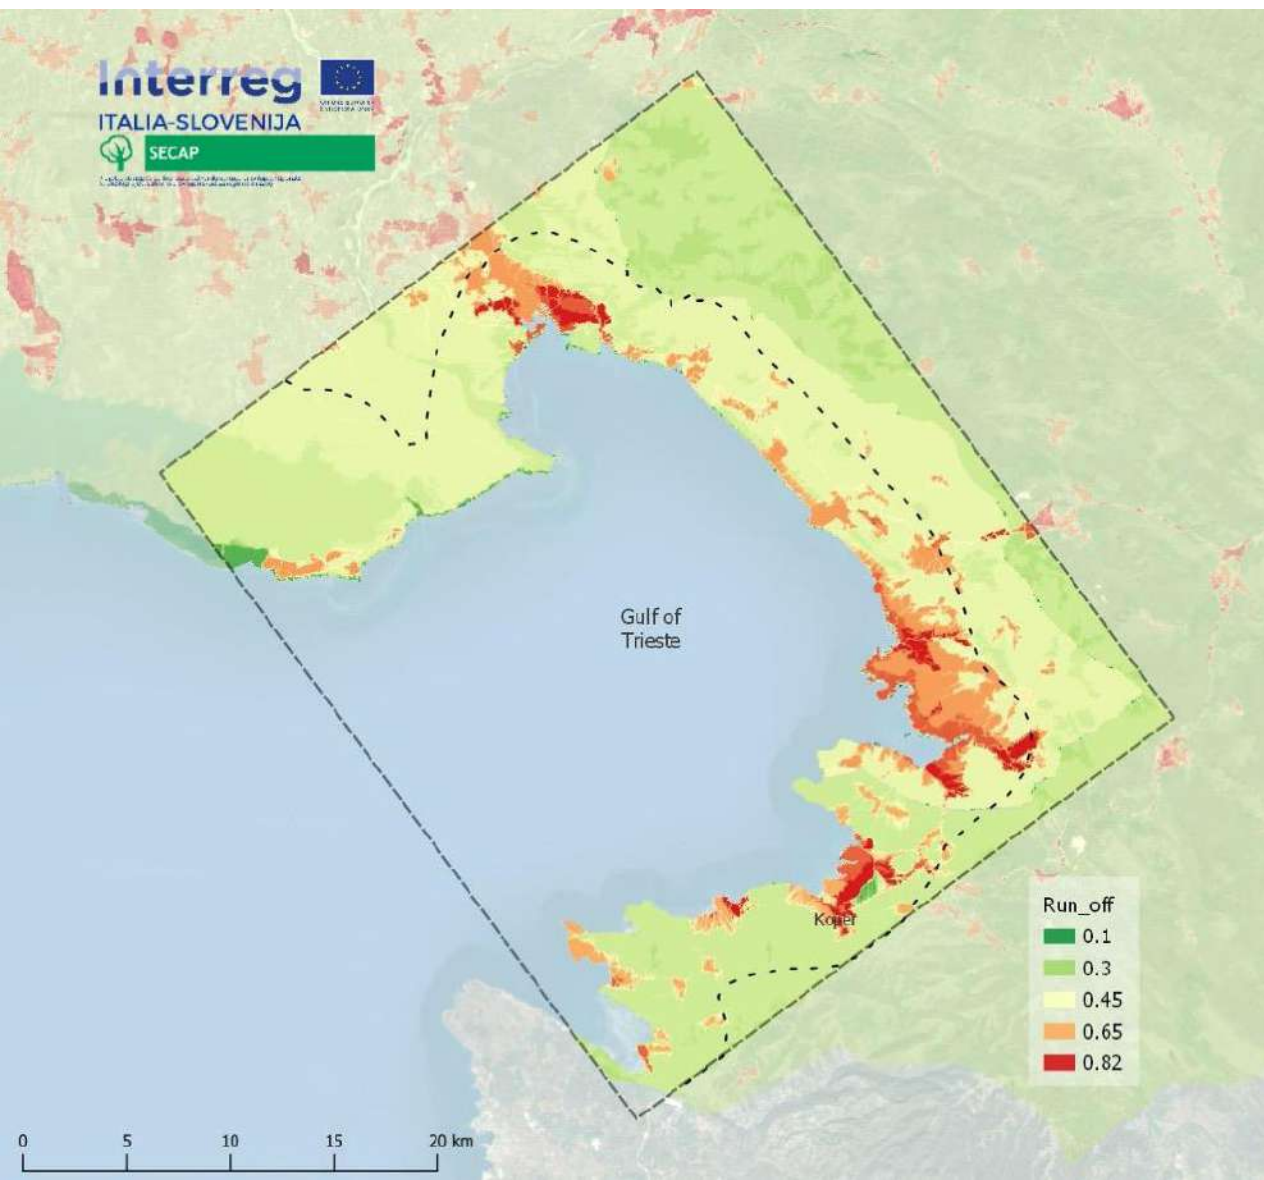 Interreg
ITALIA-SLOVENIJA
SECAP
Gulf of
Trieste
Koper
Run_off
0.1
0.3
0.45
0.65
0.82
0
5
10
15
20 km